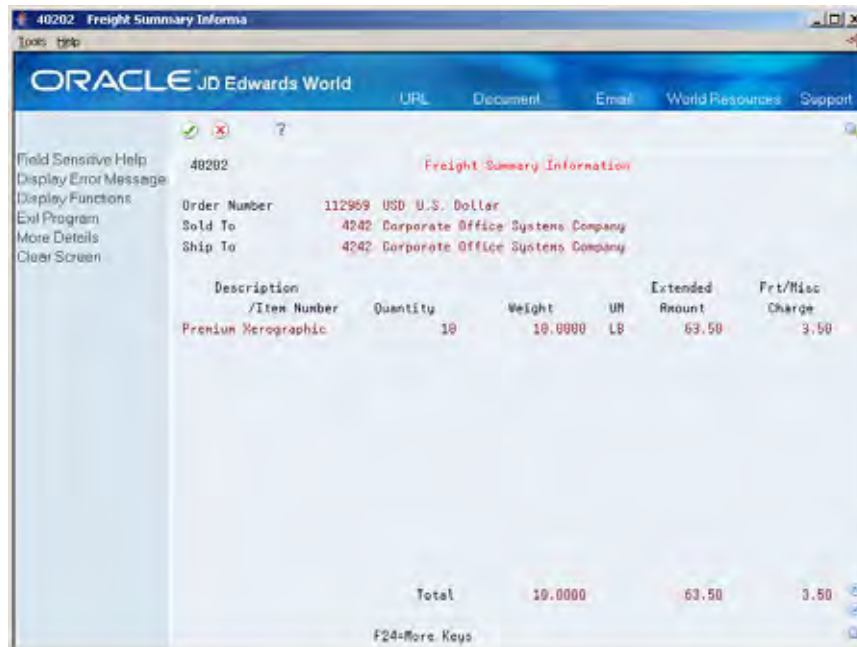 40202 Freight Summary Informa
Tools Help
ORACLE JD Edwards World
URL Document Email World Resources Support
?
Field Sensitive Help
Display Error Message
Display Functions
Exit Program
More Details
Clear Screen
40202 Freight Summary Information
Order Number 112969 USD U.S. Dollar
Sold To 4242 Corporate Office Systems Company
Ship To 4242 Corporate Office Systems Company
Description Extended Frt/Misc
/Item Number Quantity Weight UM Amount Charge
Premium Xerographic 10 10.0000 LB 63.50 3.50
Total 10.0000 63.50 3.50
F24=More Keys